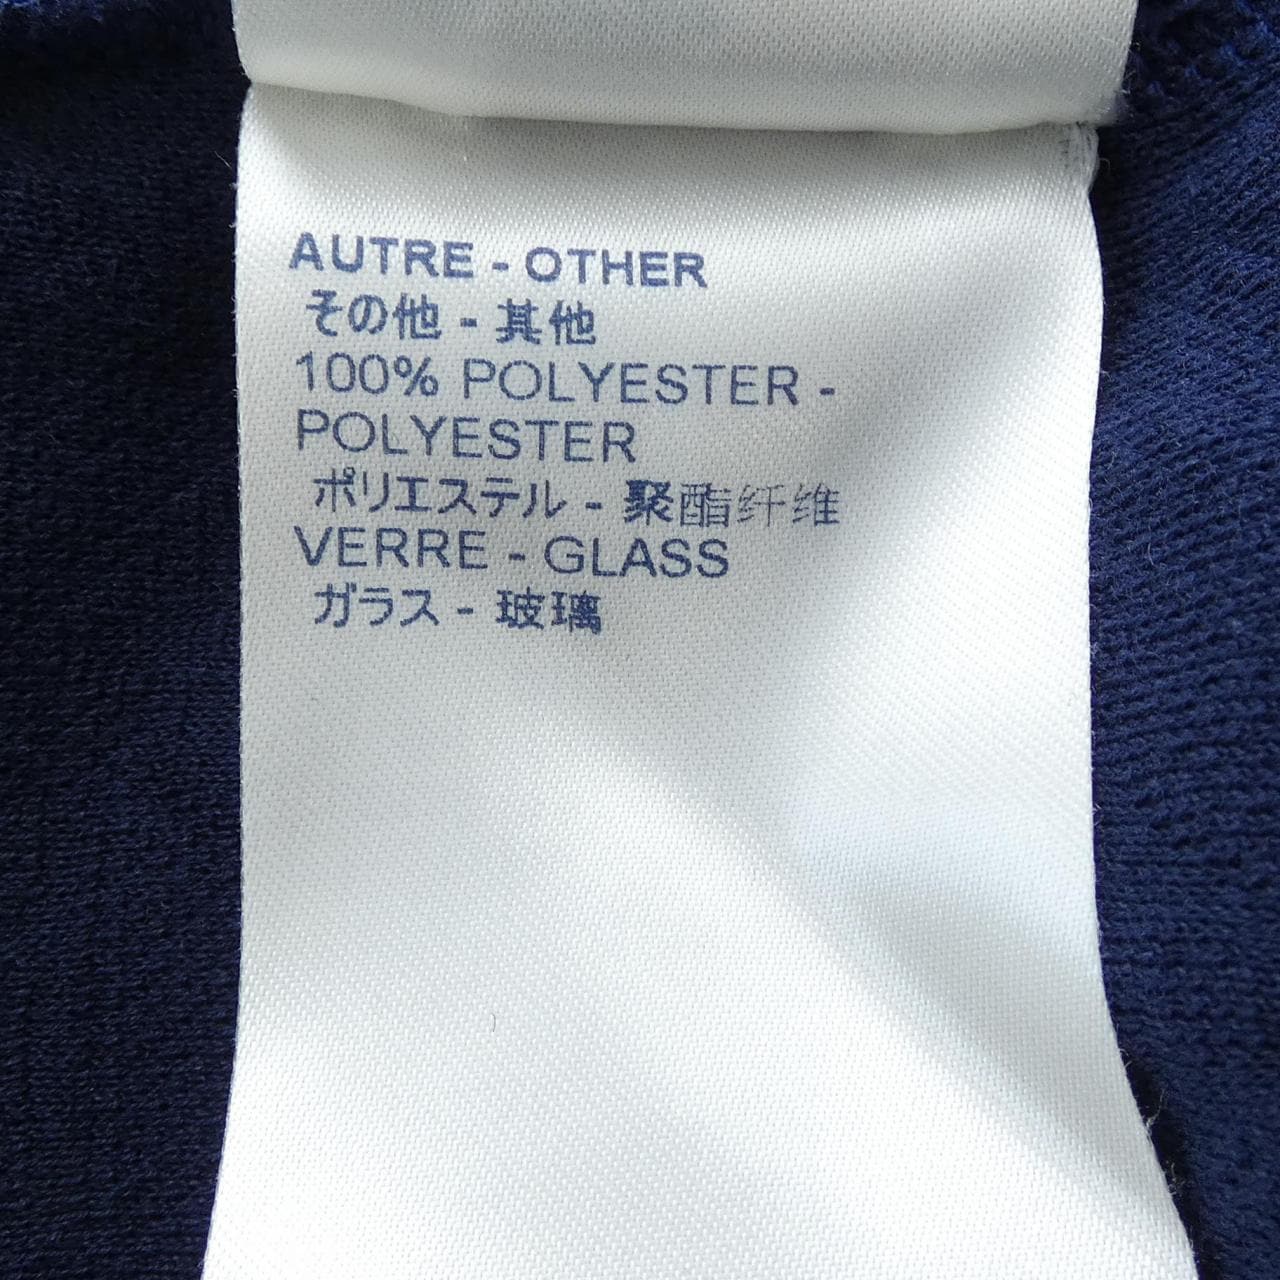 AUTRE - OTHER
その他 - 其他
100% POLYESTER -
POLYESTER
ポリエステル - 聚酯纤维
VERRE - GLASS
ガラス - 玻璃